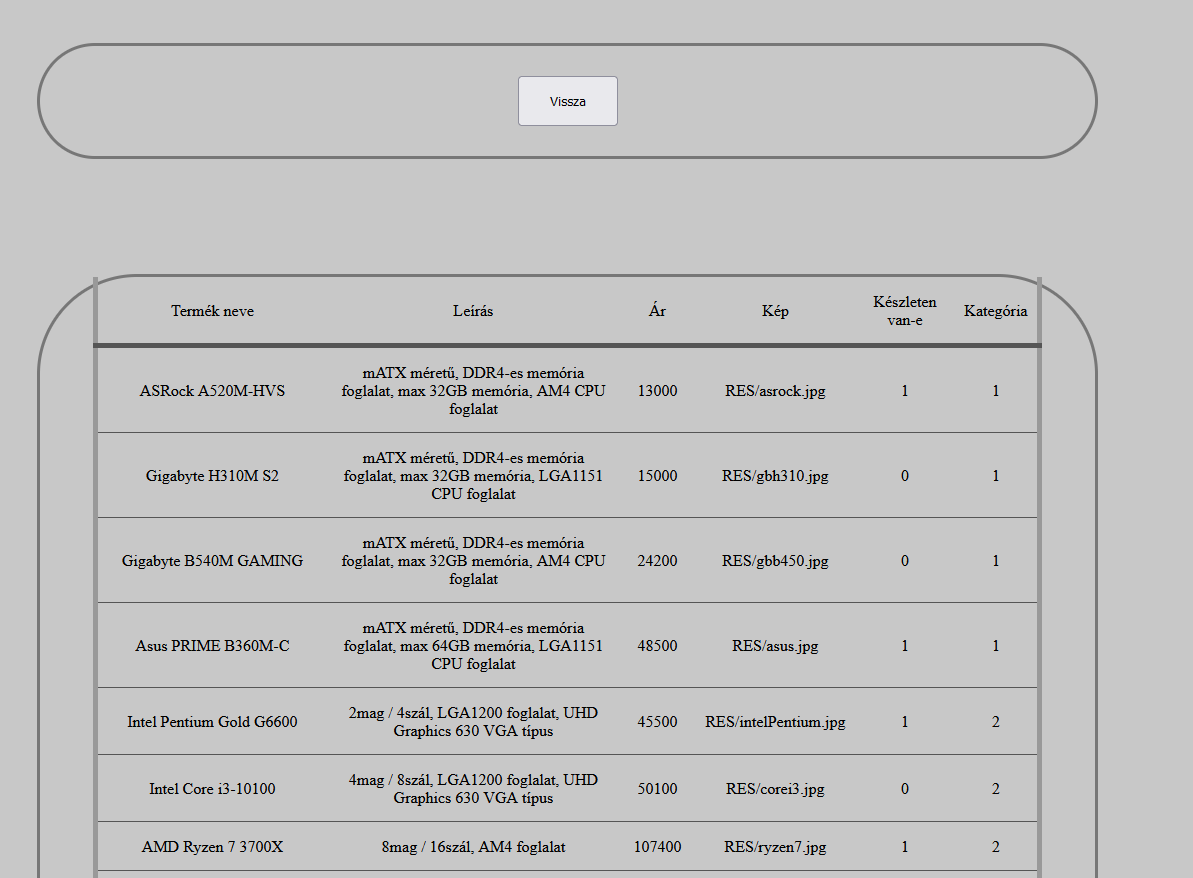 Vissza
Termék neve
Leírás
Ár
Kép
Készleten
van-e
Kategória
ASRock A520M-HVS
mATX méretű, DDR4-es memória
foglalat, max 32GB memória, AM4 CPU
foglalat
13000
RES/asrock.jpg
1
1
Gigabyte H310M S2
mATX méretű, DDR4-es memória
foglalat, max 32GB memória, LGA1151
CPU foglalat
15000
RES/gbh310.jpg
0
1
Gigabyte B540M GAMING
mATX méretű, DDR4-es memória
foglalat, max 32GB memória, AM4 CPU
foglalat
24200
RES/gbb450.jpg
0
1
Asus PRIME B360M-C
mATX méretű, DDR4-es memória
foglalat, max 64GB memória, LGA1151
CPU foglalat
48500
RES/asus.jpg
1
1
Intel Pentium Gold G6600
2mag / 4szál, LGA1200 foglalat, UHD
Graphics 630 VGA típus
45500
RES/intelPentium.jpg
1
2
Intel Core i3-10100
4mag / 8szál, LGA1200 foglalat, UHD
Graphics 630 VGA típus
50100
RES/corei3.jpg
0
2
AMD Ryzen 7 3700X
8mag / 16szál, AM4 foglalat
107400
RES/ryzen7.jpg
1
2